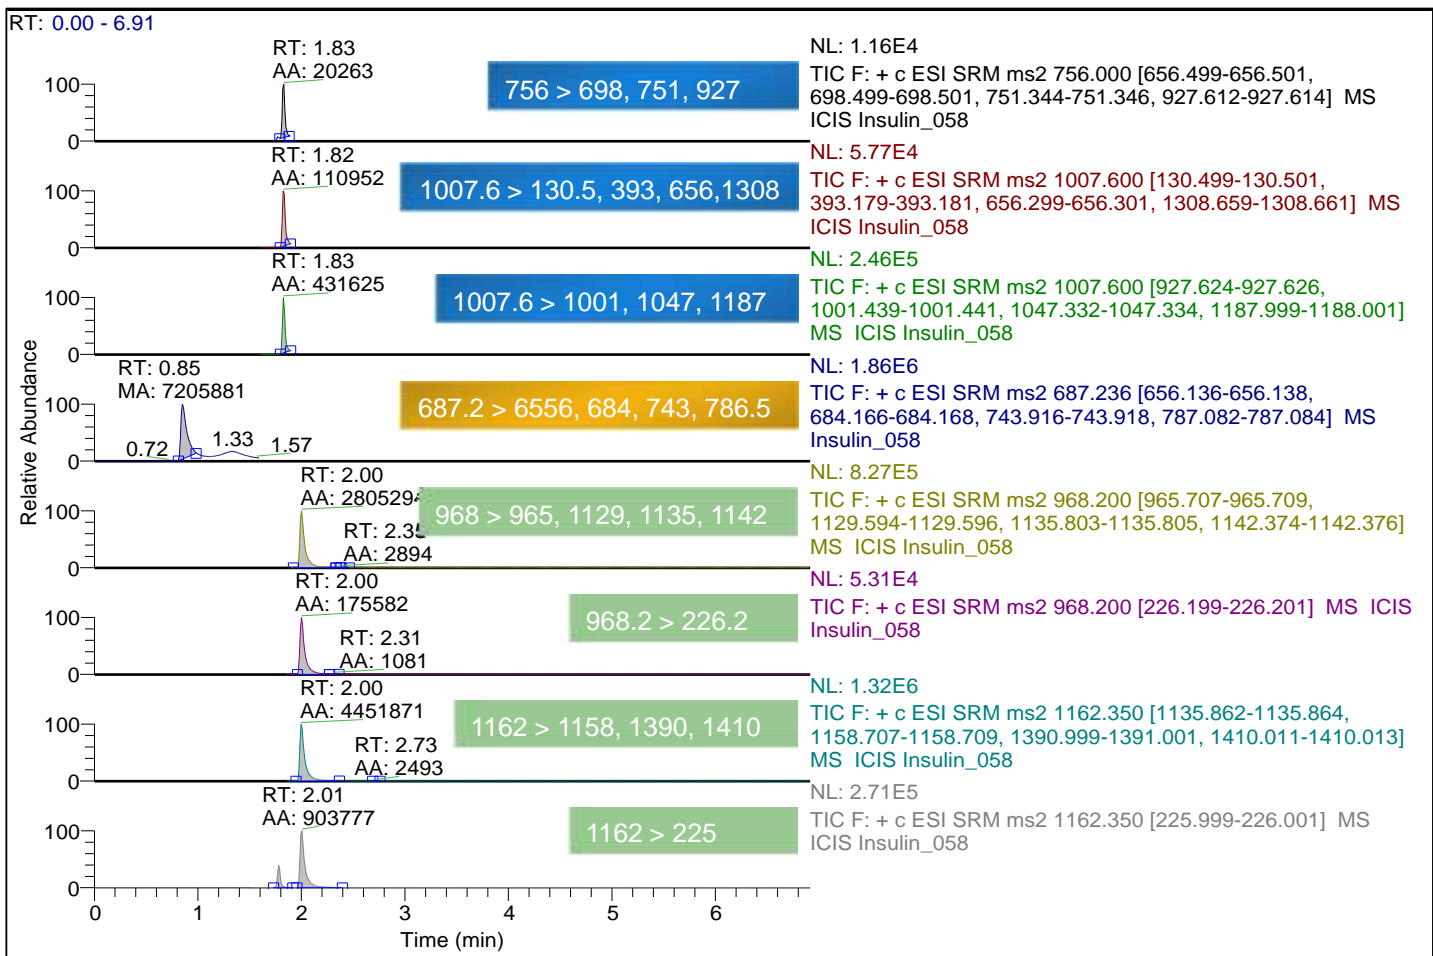 RT: 0.00 - 6.91
RT: 1.83
AA: 20263
100
0
756 > 698, 751, 927
NL: 1.16E4
TIC F: + c ESI SRM ms2 756.000 [656.499-656.501,
698.499-698.501, 751.344-751.346, 927.612-927.614] MS
ICIS Insulin_058
RT: 1.82
AA: 110952
100
0
1007.6 > 130.5, 393, 656,1308
NL: 5.77E4
TIC F: + c ESI SRM ms2 1007.600 [130.499-130.501,
393.179-393.181, 656.299-656.301, 1308.659-1308.661] MS
ICIS Insulin_058
RT: 1.83
AA: 431625
100
0
1007.6 > 1001, 1047, 1187
NL: 2.46E5
TIC F: + c ESI SRM ms2 1007.600 [927.624-927.626,
1001.439-1001.441, 1047.332-1047.334, 1187.999-1188.001]
MS ICIS Insulin_058
Relative Abundance
RT: 0.85
MA: 7205881
100
0
0.72
1.33
1.57
687.2 > 6556, 684, 743, 786.5
NL: 1.86E6
TIC F: + c ESI SRM ms2 687.236 [656.136-656.138,
684.166-684.168, 743.916-743.918, 787.082-787.084] MS
Insulin_058
RT: 2.00
AA: 2805294
RT: 2.35
AA: 2894
100
0
968 > 965, 1129, 1135, 1142
NL: 8.27E5
TIC F: + c ESI SRM ms2 968.200 [965.707-965.709,
1129.594-1129.596, 1135.803-1135.805, 1142.374-1142.376]
MS ICIS Insulin_058
RT: 2.00
AA: 175582
RT: 2.31
AA: 1081
100
0
968.2 > 226.2
NL: 5.31E4
TIC F: + c ESI SRM ms2 968.200 [226.199-226.201] MS ICIS
Insulin_058
RT: 2.00
AA: 4451871
RT: 2.73
AA: 2493
100
0
1162 > 1158, 1390, 1410
NL: 1.32E6
TIC F: + c ESI SRM ms2 1162.350 [1135.862-1135.864,
1158.707-1158.709, 1390.999-1391.001, 1410.011-1410.013]
MS ICIS Insulin_058
RT: 2.01
AA: 903777
100
0
1162 > 225
NL: 2.71E5
TIC F: + c ESI SRM ms2 1162.350 [225.999-226.001] MS
ICIS Insulin_058
0 1 2 3 4 5 6
Time (min)